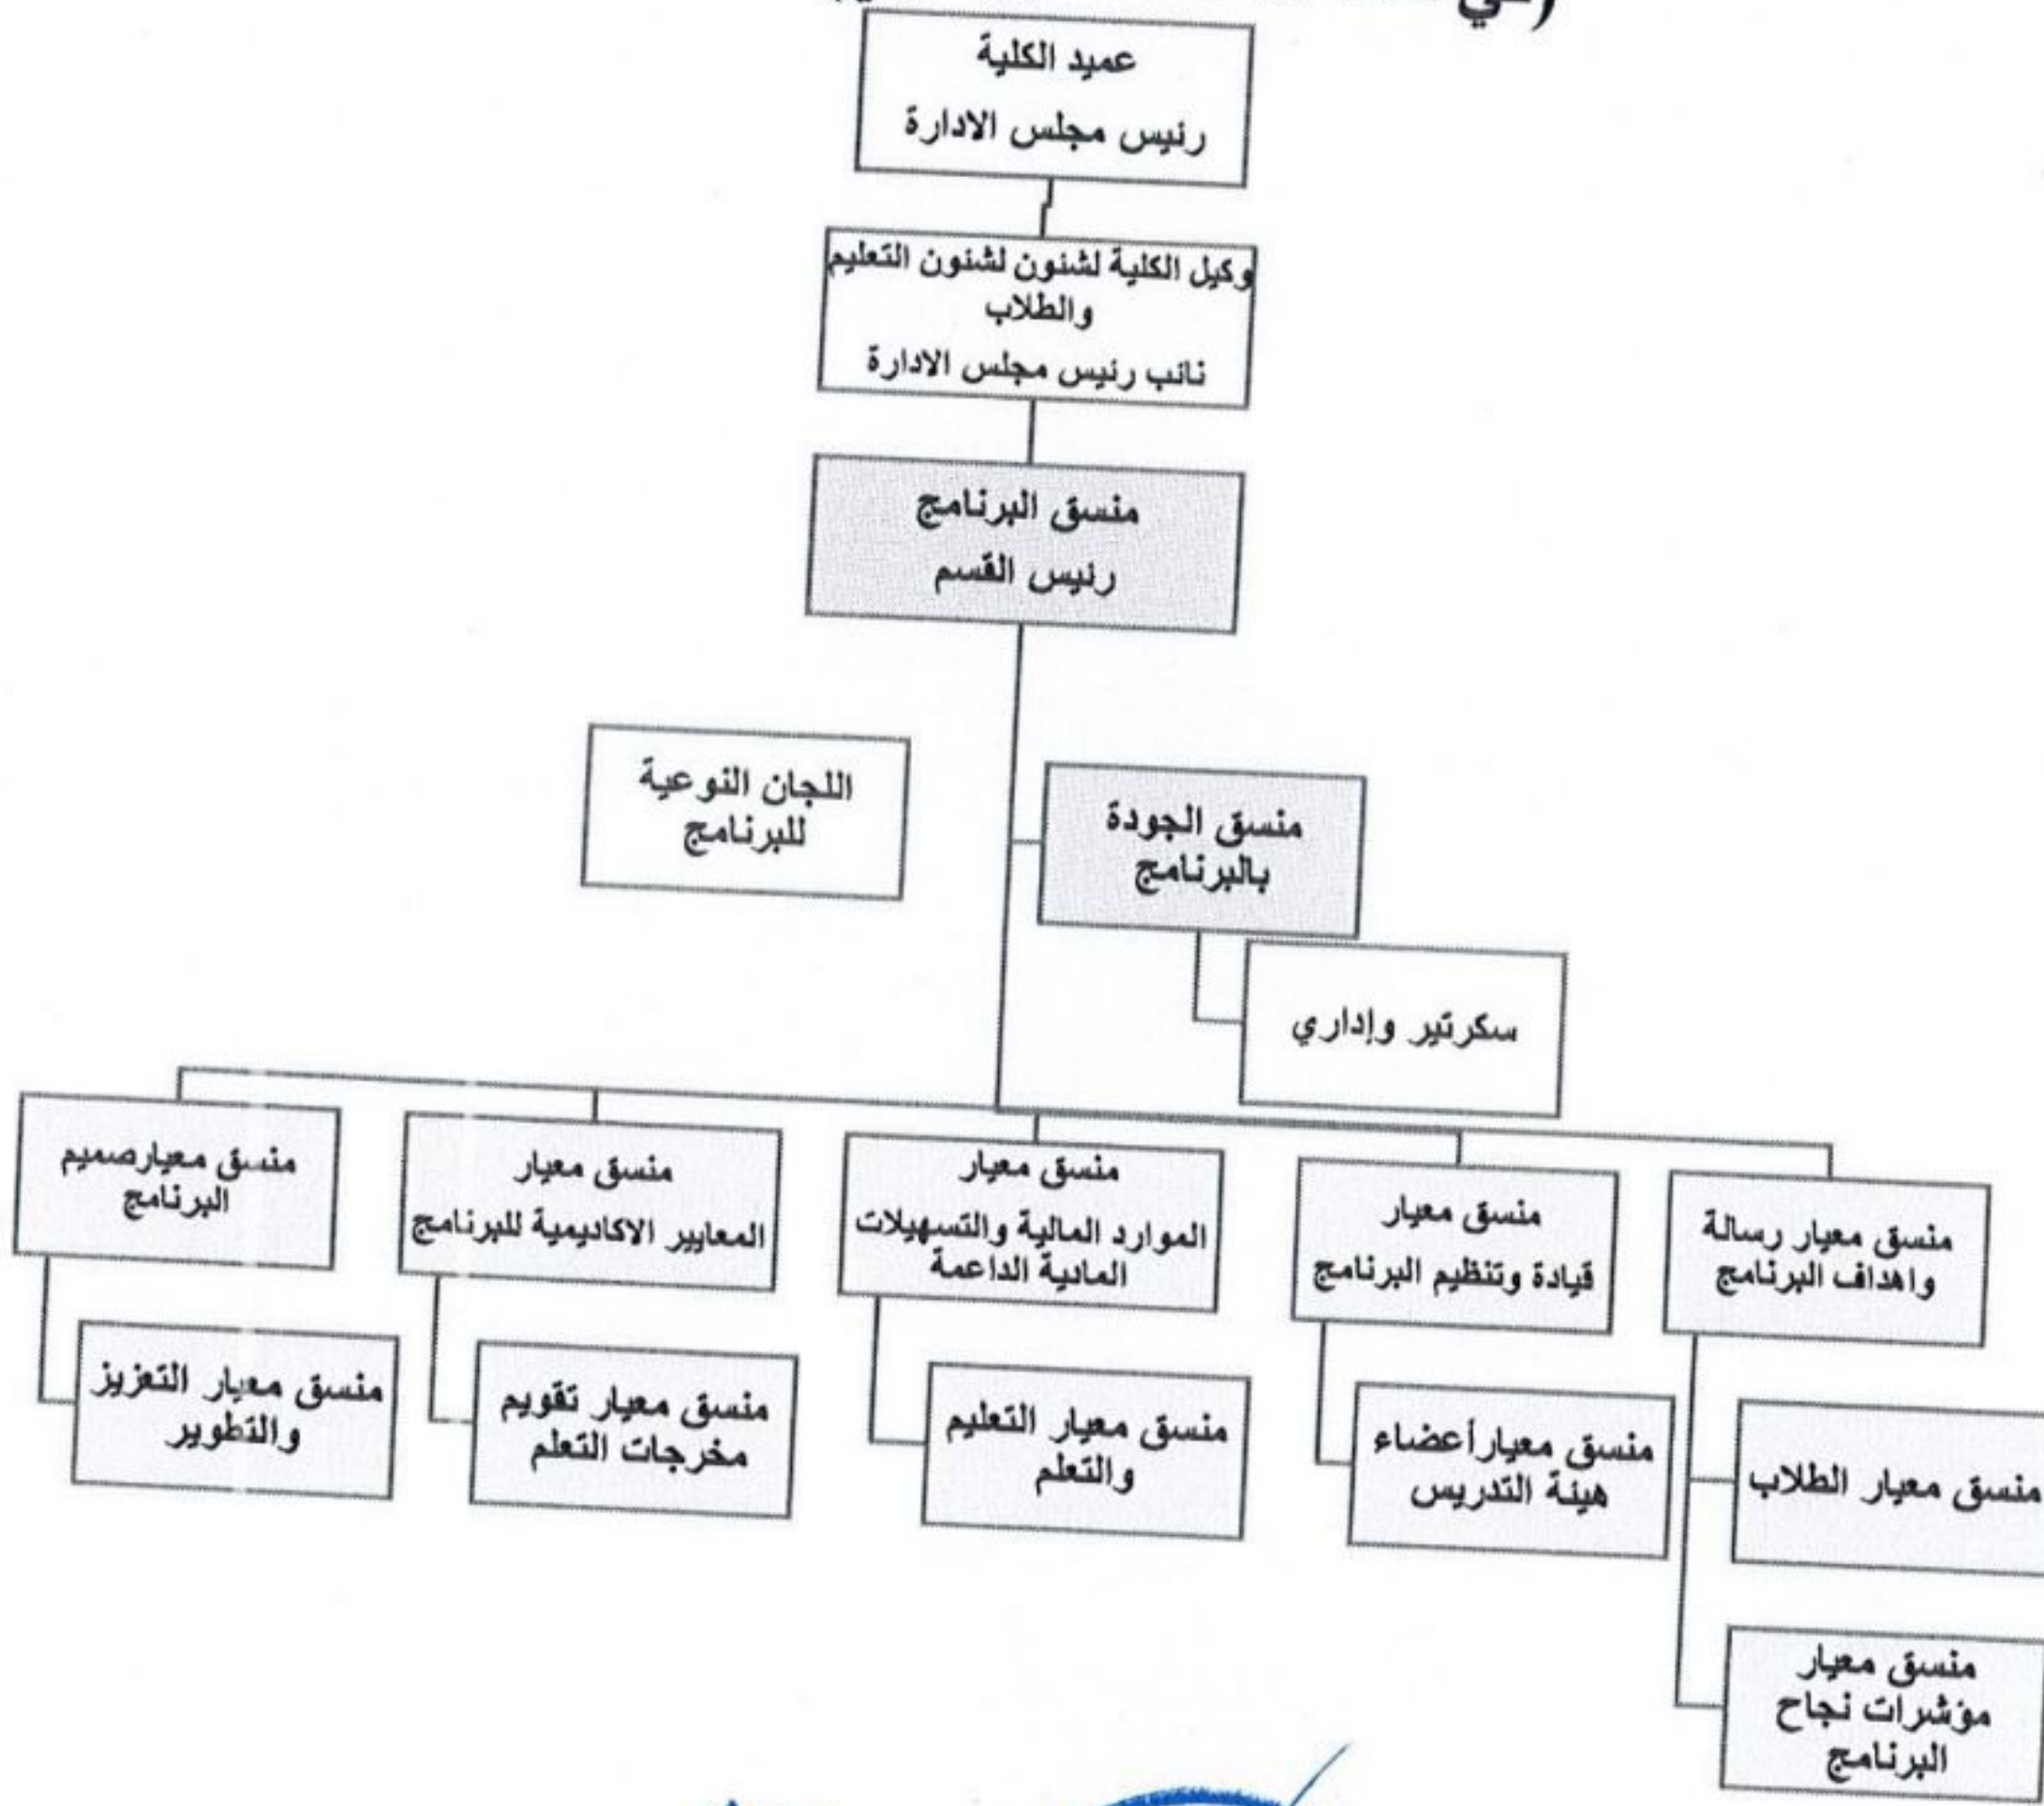 عميد الكلية
رئيس مجلس الادارة
وكيل الكلية لشئون لشئون التعليم
والطلاب
نائب رئيس مجلس الادارة
منسق البرنامج
رئيس القسم
اللجان النوعية
للبرنامج
منسق الجودة
بالبرنامج
سكرتير وإداري
منسق معيار رسالة
واهداف البرنامج
منسق معيار
قيادة وتنظيم البرنامج
منسق معيار
الموارد المالية والتسهيلات
المادية الداعمة
منسق معيار
المعايير الاكاديمية للبرنامج
منسق معيارصميم
البرنامج
منسق معيار الطلاب
منسق معيارأعضاء
هيئة التدريس
منسق معيار التعليم
والتعلم
منسق معيار تقويم
مخرجات التعلم
منسق معيار التعزيز
والتطوير
منسق معيار
مؤشرات نجاح
البرنامج